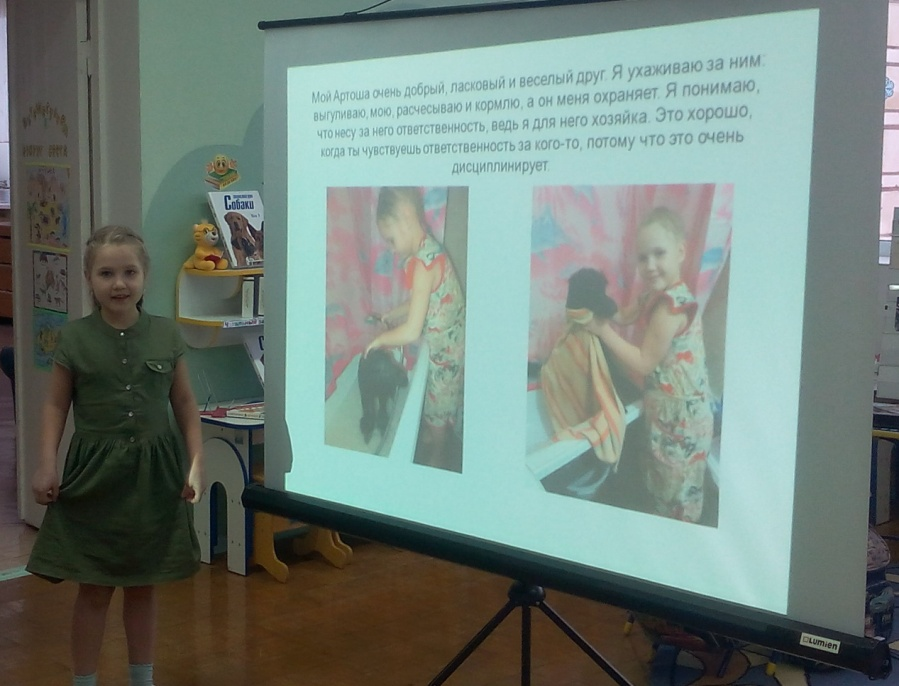 Мой Артоша очень добрый, ласковый и веселый друг. Я ухаживаю за ним:
выгуливаю, мою, расчесываю и кормлю, а он меня охраняет. Я понимаю,
что несу за него ответственность, ведь я для него хозяйка. Это хорошо,
когда ты чувствуешь ответственность за кого-то, потому что это очень
дисциплинирует.
Собаки
Lumien